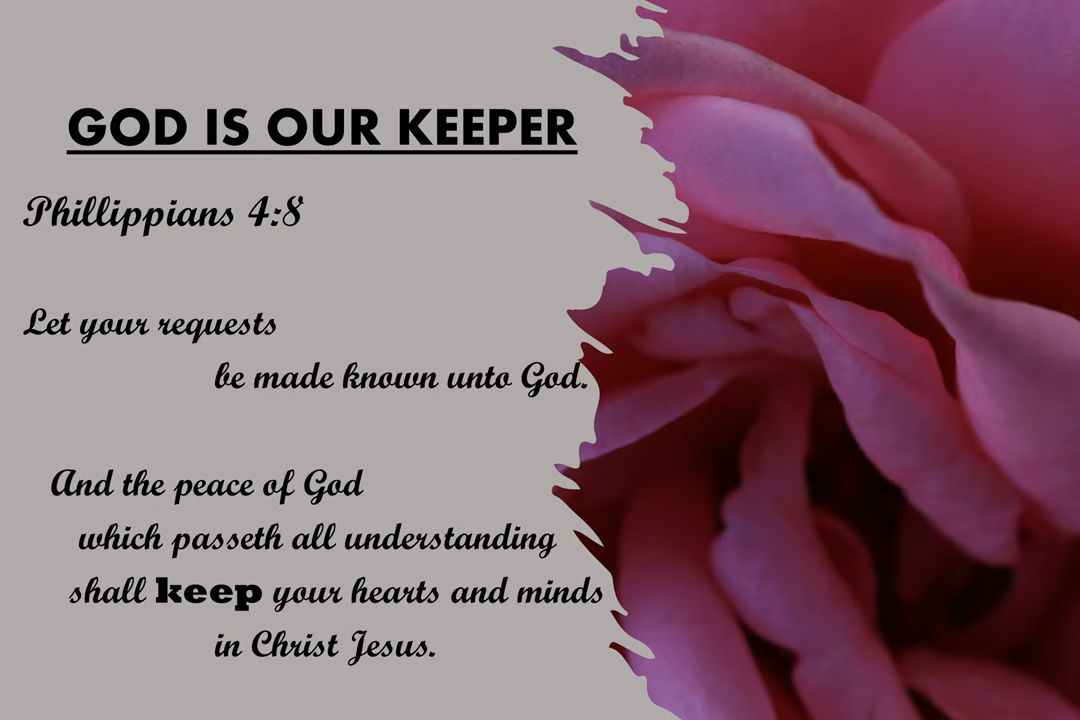 GOD IS OUR KEEPER
Phillippians 4:8
Let your requests
be made known unto God.
And the peace of God
which passeth all understanding
shall keep your hearts and minds
in Christ Jesus.